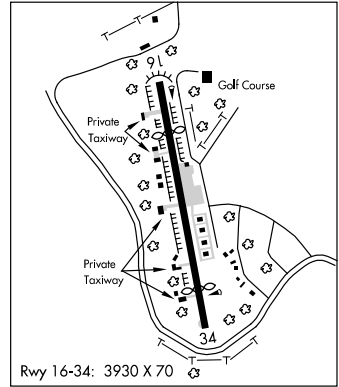 16
Golf Course
Private
Taxiway
Private
Taxiway
34
Rwy 16-34: 3930 X 70